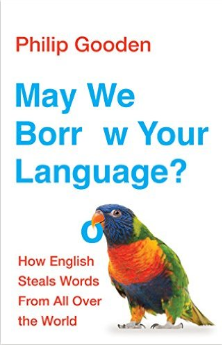 Philip Gooden
May We
Borr w Your
Language?
o
How English
Steals Words
From All Over
the World